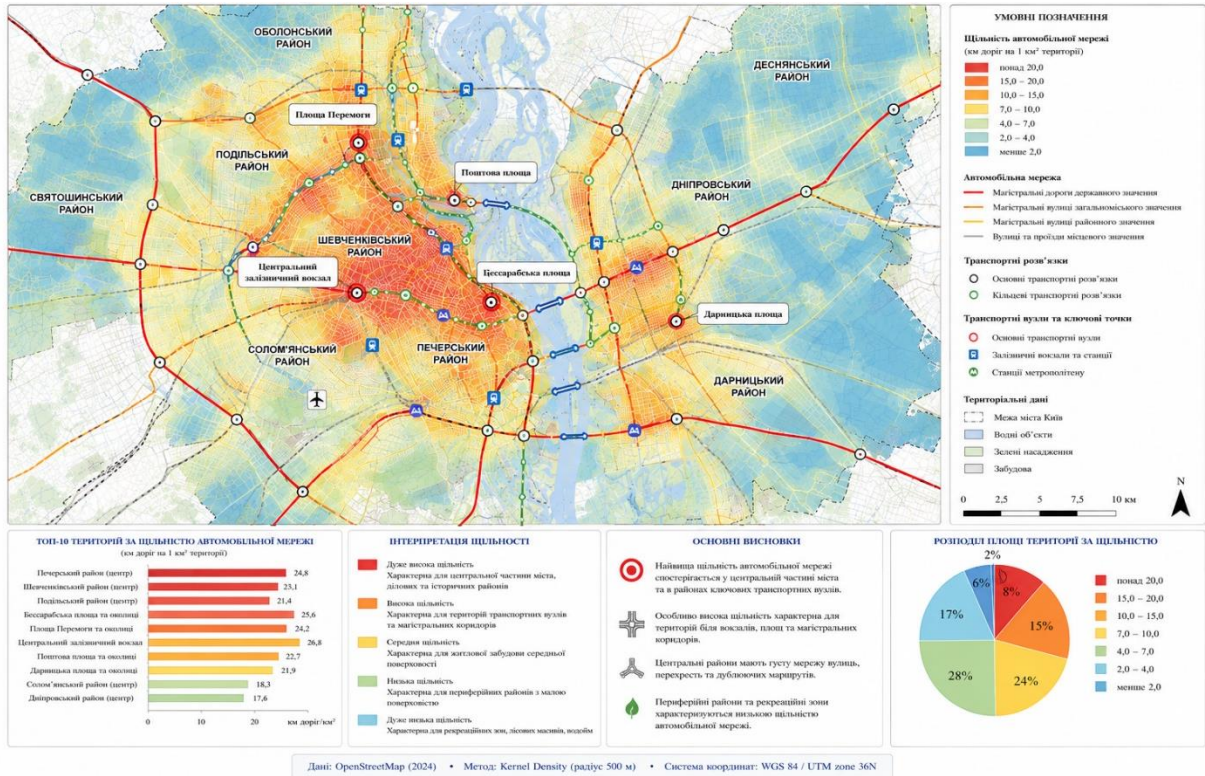 ОБОЛОНСЬКИЙ
РАЙОН
ДЕСНЯНСЬКИЙ
РАЙОН
Площа Перемоги
ПОДІЛЬСЬКИЙ
РАЙОН
Поштова площа
СВЯТОШИНСЬКИЙ
РАЙОН
ДНІПРОВСЬКИЙ
РАЙОН
ШЕВЧЕНКІВСЬКИЙ
РАЙОН
Центральний
залізничний вокзал
Бессарабська площа
Дарницька площа
СОЛОМ'ЯНСЬКИЙ
РАЙОН
ПЕЧЕРСЬКИЙ
РАЙОН
ДАРНИЦЬКИЙ
РАЙОН
УМОВНІ ПОЗНАЧЕННЯ
Щільність автомобільної мережі
(км доріг на 1 км² території)
понад 20,0
15,0 – 20,0
10,0 – 15,0
7,0 – 10,0
4,0 – 7,0
2,0 – 4,0
менше 2,0
Автомобільна мережа
Магістральні дороги державного значення
Магістральні вулиці загальноміського значення
Магістральні вулиці районного значення
Вулиці та проїзди місцевого значення
Транспортні розв'язки
Основні транспортні розв'язки
Кільцеві транспортні розв'язки
Транспортні вузли та ключові точки
Основні транспортні вузли
Залізничні вокзали та станції
Станції метрополітену
Територіальні дані
Межа міста Київ
Водні об'єкти
Зелені насадження
Забудова
0 2,5 5 7,5 10 км
N
ТОП-10 ТЕРИТОРІЙ ЗА ЩІЛЬНІСТЮ АВТОМОБІЛЬНОЇ МЕРЕЖІ
(км доріг на 1 км² території)
Печерський район (центр) 24,8
Шевченківський район (центр) 23,1
Подільський район (центр) 21,4
Бессарабська площа та околиці 25,6
Площа Перемоги та околиці 24,2
Центральний залізничний вокзал 26,8
Поштова площа та околиці 22,7
Дарницька площа та околиці 21,9
Солом'янський район (центр) 18,3
Дніпровський район (центр) 17,6
0 10 20 км доріг/км²
ІНТЕРПРЕТАЦІЯ ЩІЛЬНОСТІ
Дуже висока щільність
Характерна для центральної частини міста,
ділових та історичних районів
Висока щільність
Характерна для територій транспортних вузлів
та магістральних коридорів
Середня щільність
Характерна для житлової забудови середньої
поверховості
Низька щільність
Характерна для периферійних районів з малою
поверховістю
Дуже низька щільність
Характерна для рекреаційних зон, лісових масивів, водойм
ОСНОВНІ ВИСНОВКИ
Найвища щільність автомобільної мережі
спостерігається у центральній частині міста
та в районах ключових транспортних вузлів.
Особливо висока щільність характерна для
територій біля вокзалів, площ та магістральних
коридорів.
Центральні райони мають густу мережу вулиць,
перехресть та дублюючих маршрутів.
Периферійні райони та рекреаційні зони
характеризуються низькою щільністю
автомобільної мережі.
РОЗПОДІЛ ПЛОЩІ ТЕРИТОРІЇ ЗА ЩІЛЬНІСТЮ
2%
6%
8%
17%
15%
28%
24%
понад 20,0
15,0 – 20,0
10,0 – 15,0
7,0 – 10,0
4,0 – 7,0
2,0 – 4,0
менше 2,0
Дані: OpenStreetMap (2024) • Метод: Kernel Density (радіус 500 м) • Система координат: WGS 84 / UTM zone 36N